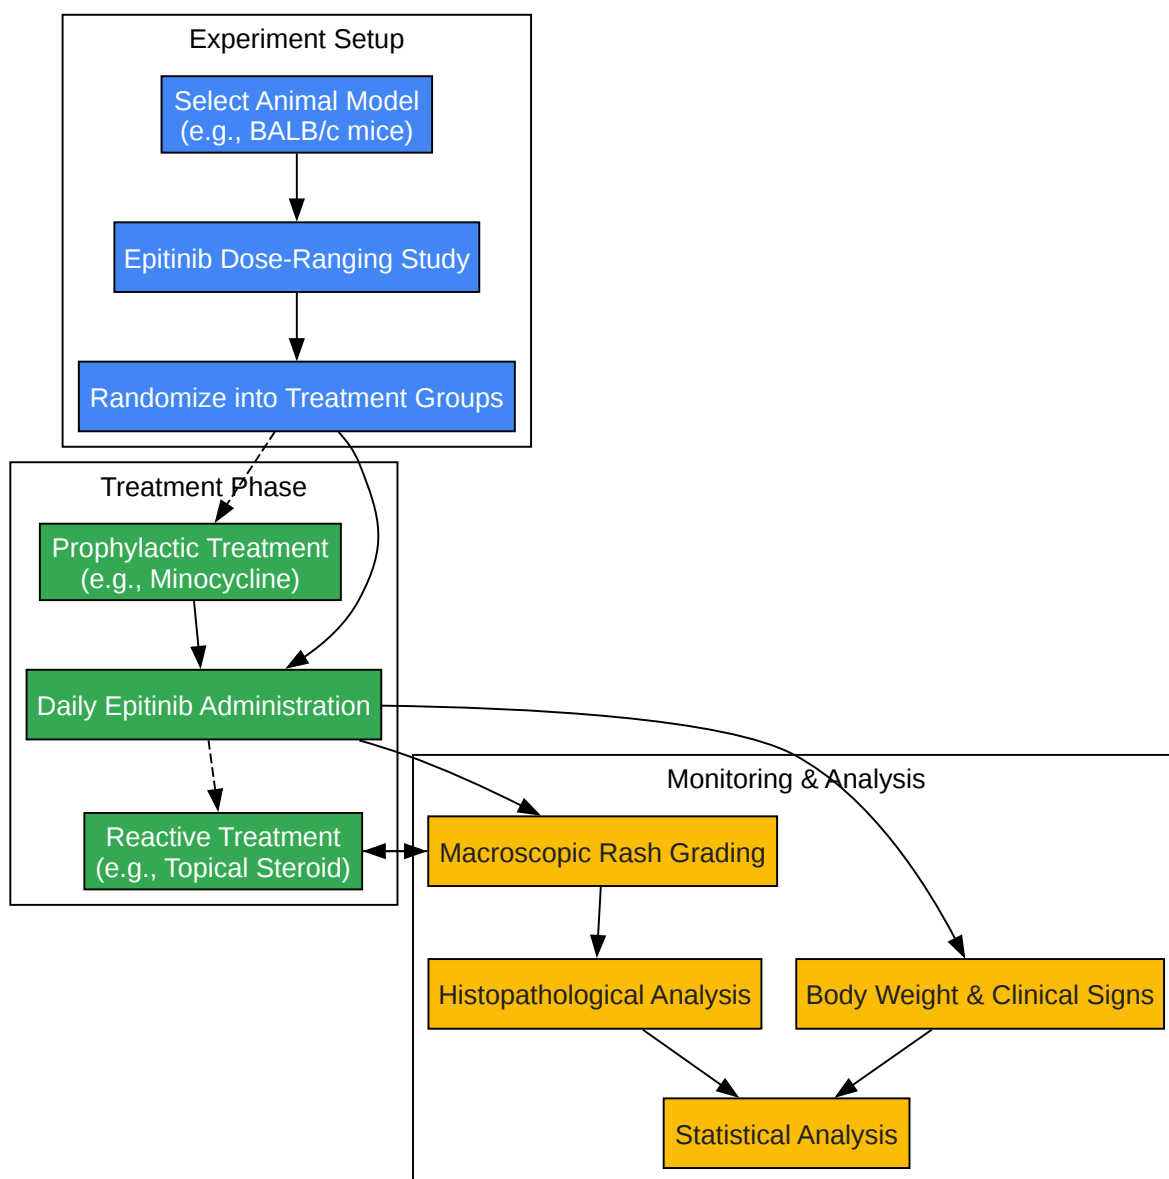 Experiment Setup
Select Animal Model
(e.g., BALB/c mice)
Epitinib Dose-Ranging Study
Randomize into Treatment Groups
Treatment Phase
Prophylactic Treatment
(e.g., Minocycline)
Daily Epitinib Administration
Reactive Treatment
(e.g., Topical Steroid)
Monitoring & Analysis
Macroscopic Rash Grading
Histopathological Analysis
Body Weight & Clinical Signs
Statistical Analysis